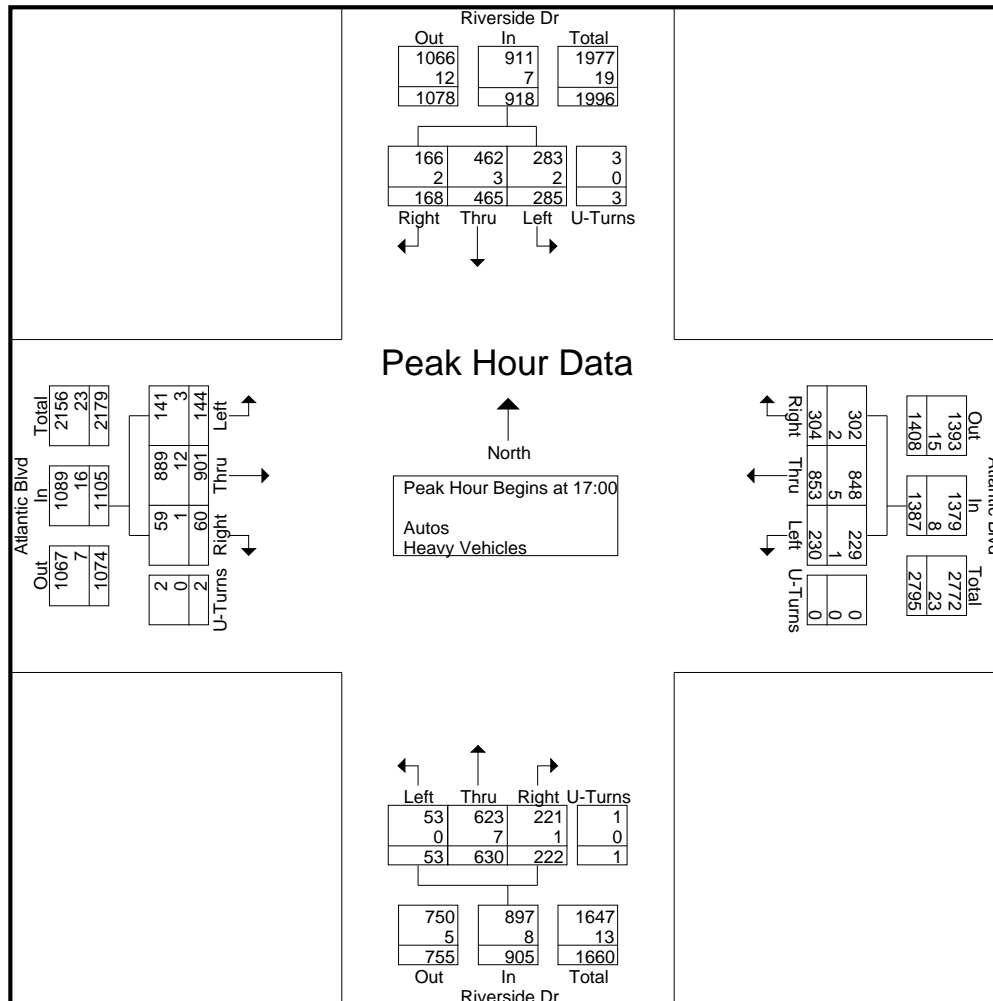 Riverside Dr
Out In Total
1066 911 1977
12 7 19
1078 918 1996
166 462 283 3
2 3 2 0
168 465 285 3
Right Thru Left U-Turns
Peak Hour Data
North
Peak Hour Begins at 17:00
Autos
Heavy Vehicles
Atlantic Blvd
Out In Total
1067 1089 2156
7 16 23
1074 1105 2179
2 59 889 141
0 1 12 3
2 60 901 144
U-Turns Right Thru Left
Atlantic Blvd
Out In Total
1393 1379 2772
15 8 23
1408 1387 2795
302 848 229 0
2 5 1 0
304 853 230 0
Right Thru Left U-Turns
Left Thru Right U-Turns
53 623 221 1
0 7 1 0
53 630 222 1
750 897 1647
5 8 13
755 905 1660
Out In Total
Riverside Dr